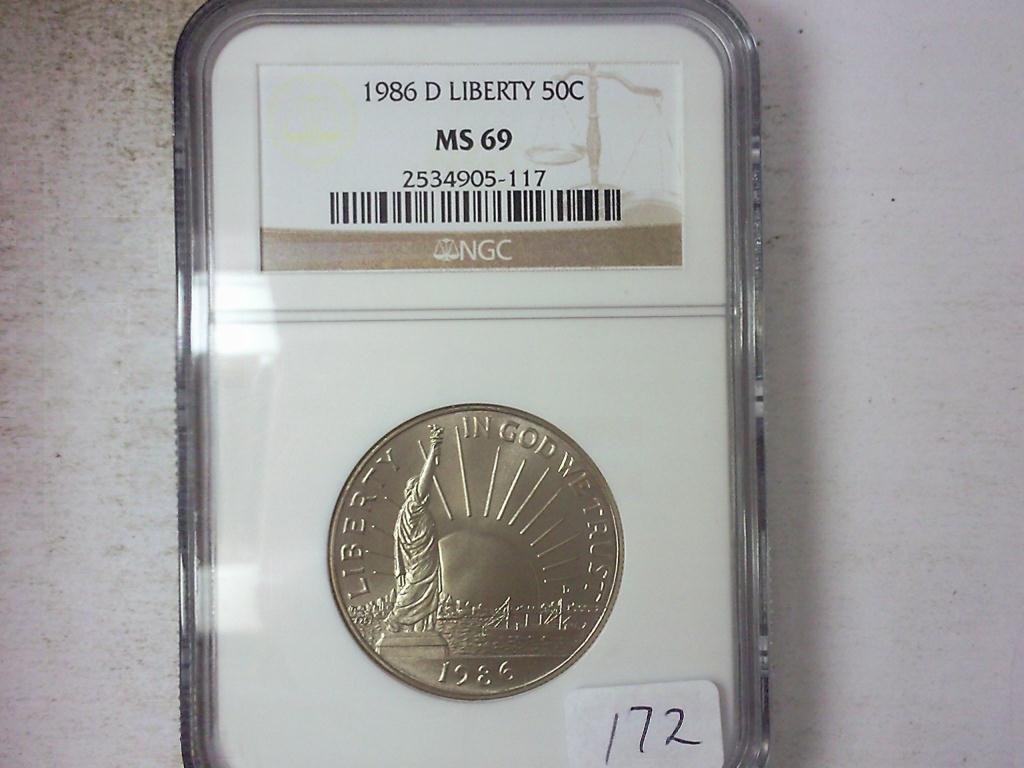 1986 D LIBERTY 50C
MS 69
2534905-117
NGC
LIBERTY
IN GOD WE TRUST
D
1986
172